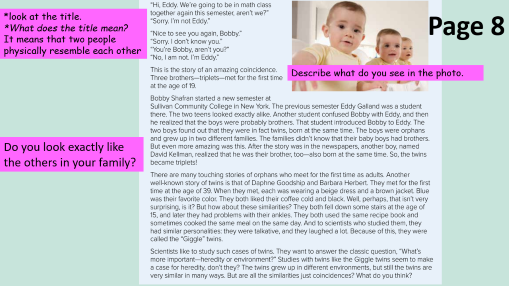 *look at the title.
*What does the title mean?
It means that two people
physically resemble each other
Do you look exactly like
the others in your family?
"Hi, Eddy. We're going to be in math class
together again this semester, aren't we?"
"Sorry. I'm not Eddy."
"Nice to see you again, Bobby."
"Sorry. I don't know you."
"You're Bobby, aren't you?"
"No, I am not. I'm Eddy."
This is the story of an amazing coincidence.
Three brothers—triplets—met for the first time
at the age of 19.
Bobby Shafran started a new semester at
Sullivan Community College in New York. The previous semester Eddy Galland was a student
there. The two teens looked exactly alike. Another student confused Bobby with Eddy, and then
he realized that the boys were probably brothers. That student introduced Bobby to Eddy. The
two boys found out that they were in fact twins, born at the same time. The boys were orphans
and grew up in two different families. The families didn't know that their baby boys had brothers.
But even more amazing was this. After the story was in the newspapers, another boy, named
David Kellman, realized that he was their brother, too—also born at the same time. So, the twins
became triplets!
There are many touching stories of orphans who meet for the first time as adults. Another
well-known story of twins is that of Daphne Goodship and Barbara Herbert. They met for the first
time at the age of 39. When they met, each was wearing a beige dress and a brown jacket. Blue
was their favorite color. They both liked their coffee cold and black. Well, perhaps, that isn't very
surprising, is it? But how about these similarities? They both fell down some stairs at the age of
15, and later they had problems with their ankles. They both used the same recipe book and
sometimes cooked the same meal on the same day. And to scientists who studied them, they
had similar personalities: they were talkative, and they laughed a lot. Because of this, they were
called the "Giggle" twins.
Scientists like to study such cases of twins. They want to answer the classic question, "What's
more important—heredity or environment?" Studies with twins like the Giggle twins seem to make
a case for heredity, don't they? The twins grew up in different environments, but still the twins are
very similar in many ways. But are all the similarities just coincidences? What do you think?
Describe what do you see in the photo.
Page 8